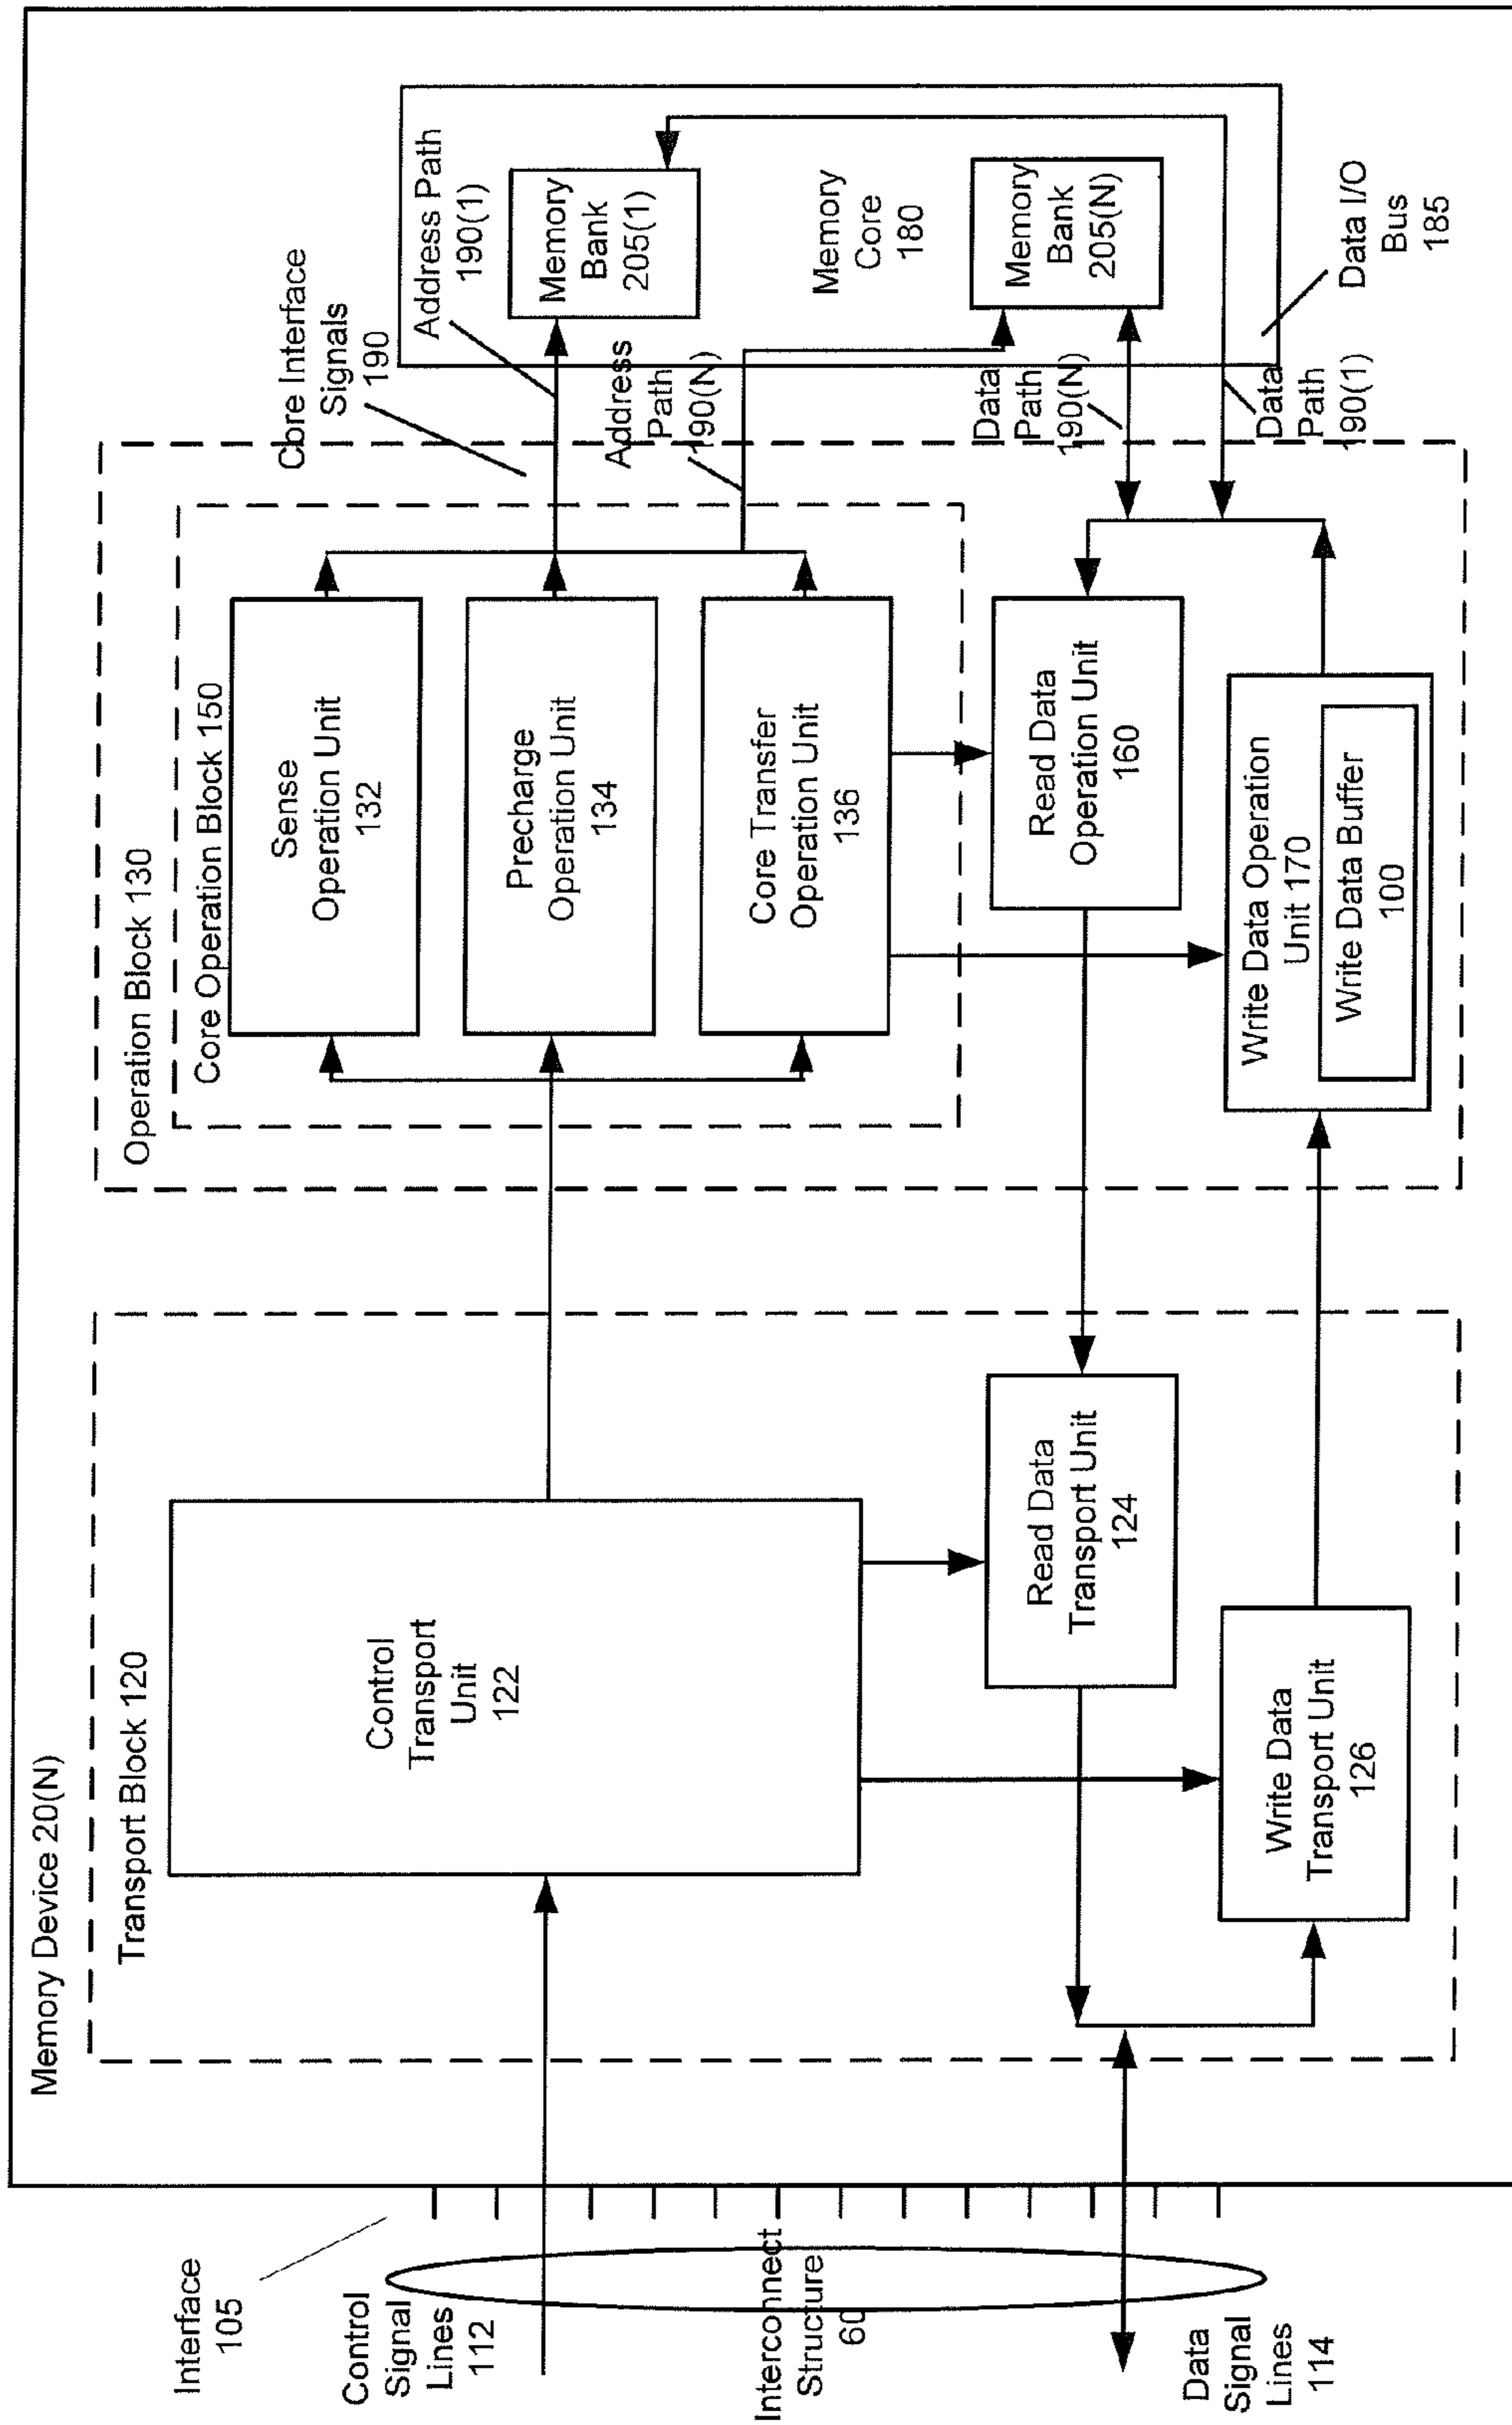 Memory Device 20(N)
Transport Block 120
Operation Block 130
Core Operation Block 150
Interface
105
Control
Signal
Lines 112
Interconnect
Structure
60
Data
Signal
Lines
114
Control
Transport
Unit
122
Read Data
Transport Unit
124
Write Data
Transport Unit
126
Sense
Operation Unit
132
Precharge
Operation Unit
134
Core Transfer
Operation Unit
136
Read Data
Operation Unit
160
Write Data Operation
Unit 170
Write Data Buffer
100
Core Interface
Signals
190
Address Path
190(1)
Address
Path
190(N)
Memory
Bank
205(1)
Memory
Core
180
Memory
Bank
205(N)
Data
Path
190(N)
Data
Path
190(1)
Data I/O
Bus
185